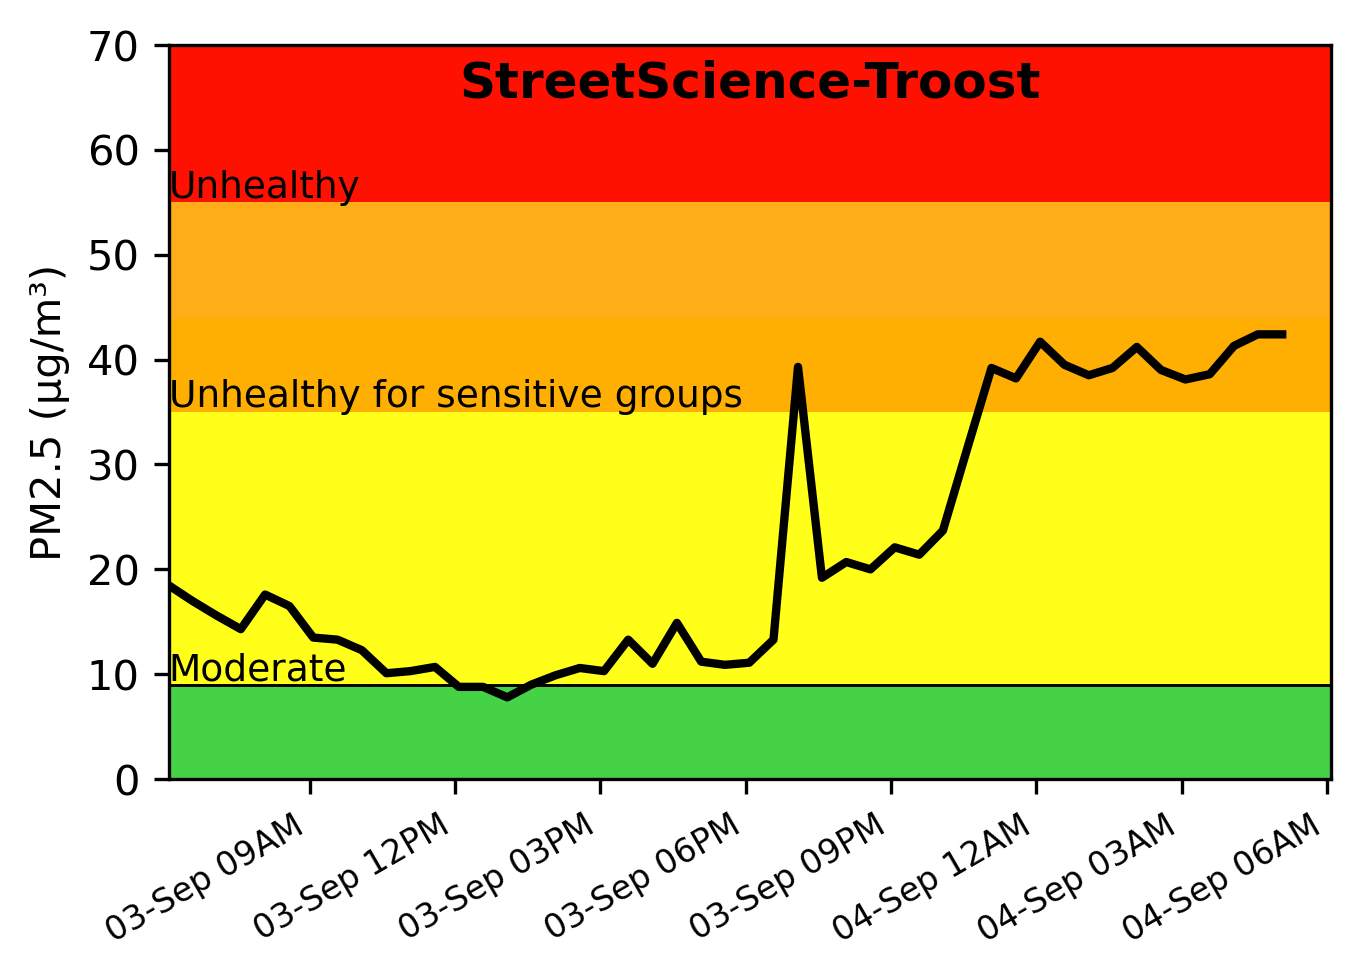 StreetScience-Troost
PM2.5 (µg/m³)
70
60
50
40
30
20
10
0
Unhealthy
Unhealthy for sensitive groups
Moderate
03-Sep 09AM
03-Sep 12PM
03-Sep 03PM
03-Sep 06PM
03-Sep 09PM
04-Sep 12AM
04-Sep 03AM
04-Sep 06AM